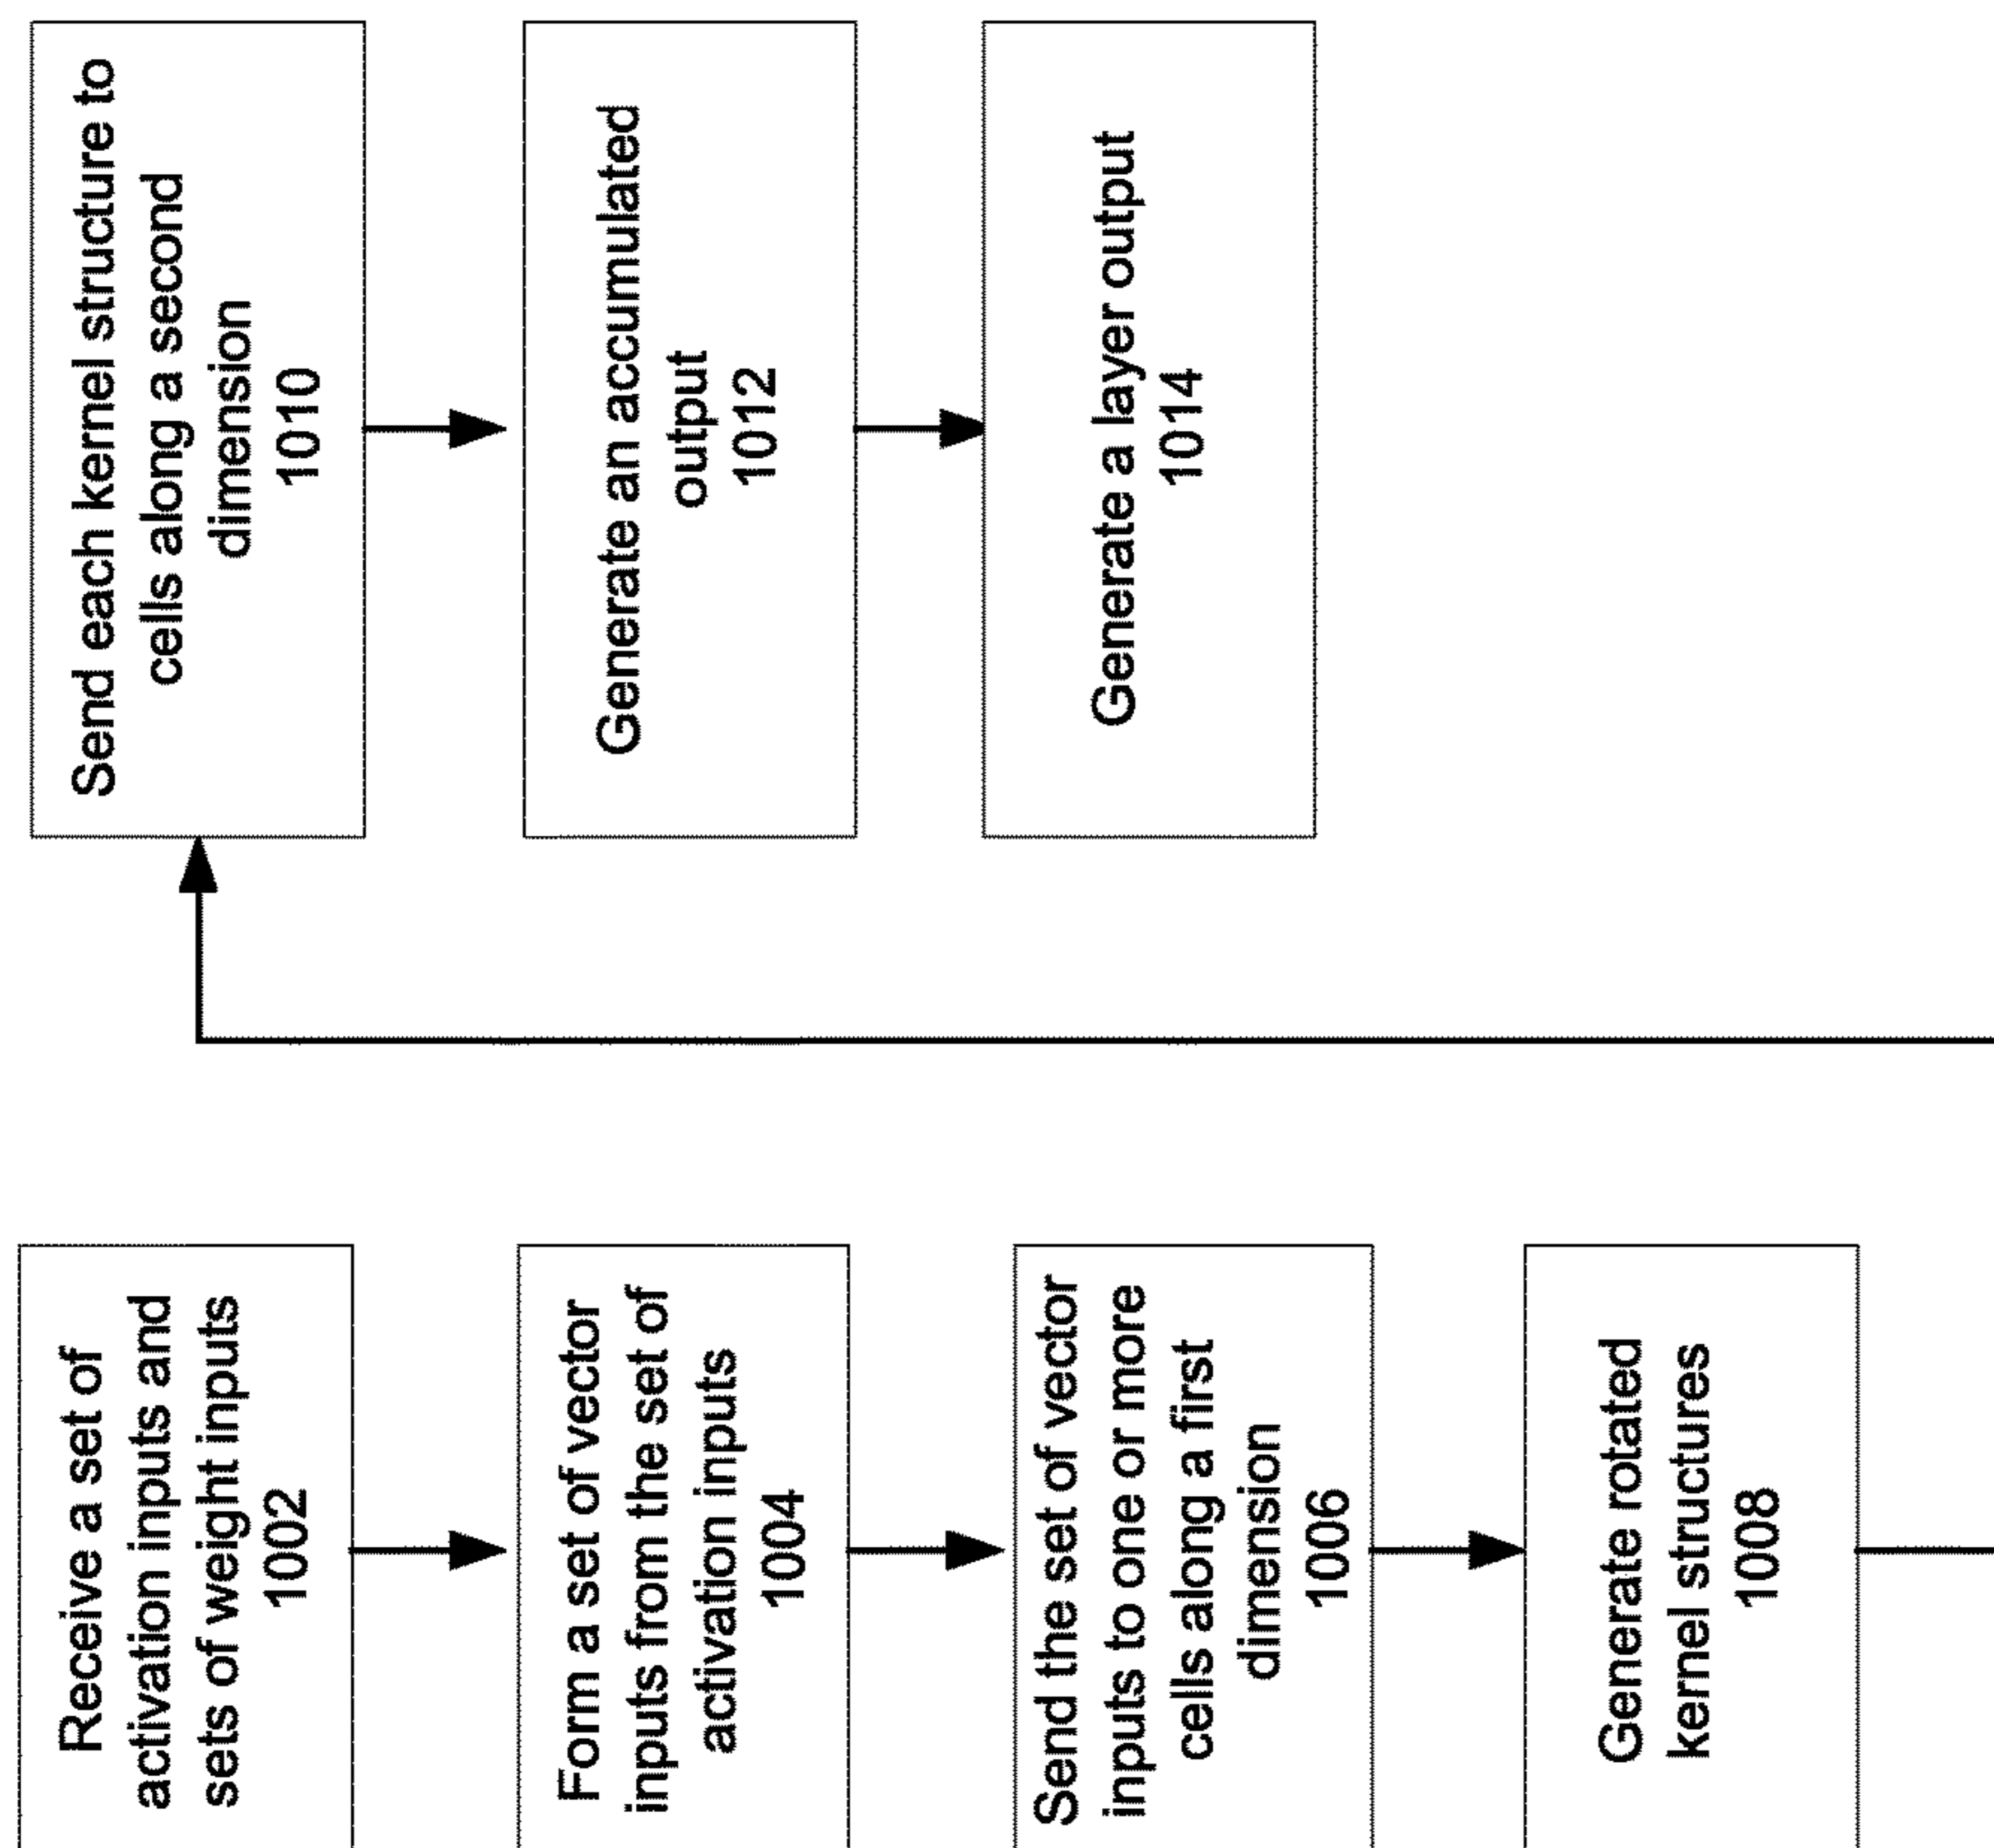 Receive a set of
activation inputs and
sets of weight inputs
1002
Form a set of vector
inputs from the set of
activation inputs
1004
Send the set of vector
inputs to one or more
cells along a first
dimension
1006
Generate rotated
kernel structures
1008
Send each kernel structure to
cells along a second
dimension
1010
Generate an accumulated
output
1012
Generate a layer output
1014